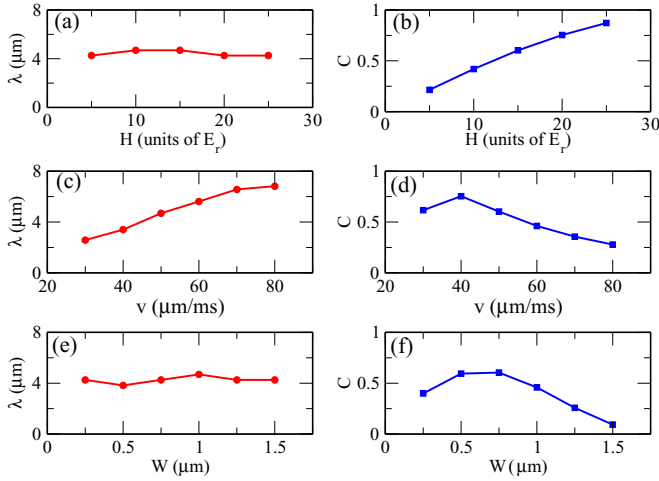 (a)
8
4
0
λ (μm)
0 10 20 30
H (units of E_r)
(b)
1
0.5
0
C
0 10 20 30
H (units of E_r)
(c)
8
4
0
λ (μm)
20 40 60 80
v (μm/ms)
(d)
1
0.5
0
C
20 40 60 80
v (μm/ms)
(e)
8
4
0
λ (μm)
0.5 1 1.5
W (μm)
(f)
1
0.5
0
C
0 0.5 1 1.5
W (μm)